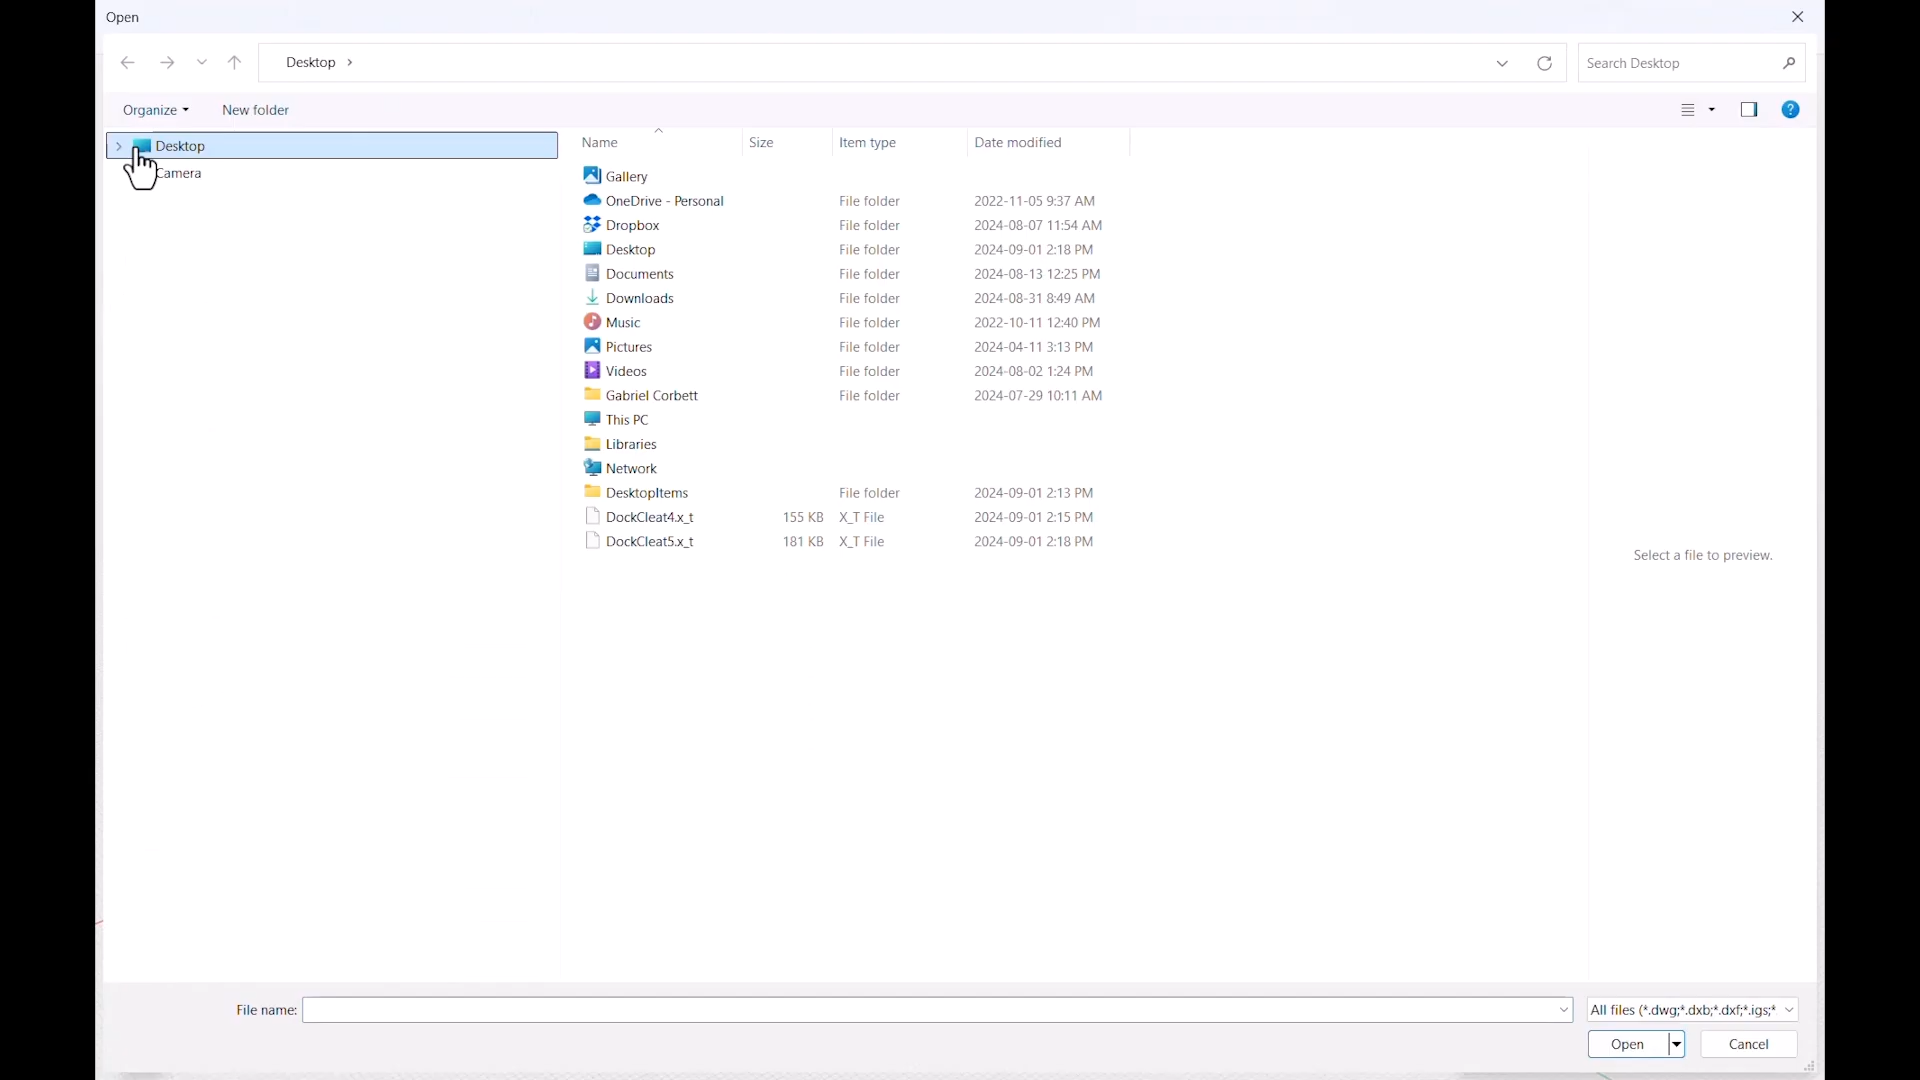 Open
Desktop
Search Desktop
Organize
New folder
Desktop
Camera
Name Size Item type Date modified
Gallery
OneDrive - Personal File folder 2022-11-05 9:37 AM
Dropbox File folder 2024-08-07 11:54 AM
Desktop File folder 2024-09-01 2:18 PM
Documents File folder 2024-08-13 12:25 PM
Downloads File folder 2024-08-31 8:49 AM
Music File folder 2022-10-11 12:40 PM
Pictures File folder 2024-04-11 3:13 PM
Videos File folder 2024-08-02 1:24 PM
Gabriel Corbett File folder 2024-07-29 10:11 AM
This PC
Libraries
Network
DesktopItems File folder 2024-09-01 2:13 PM
DockCleat4.x_t 155 KB X_T File 2024-09-01 2:15 PM
DockCleat5.x_t 181 KB X_T File 2024-09-01 2:18 PM
Select a file to preview.
File name:
All files (*.dwg;*.dxb;*.dxf;*.igs;*
Open
Cancel